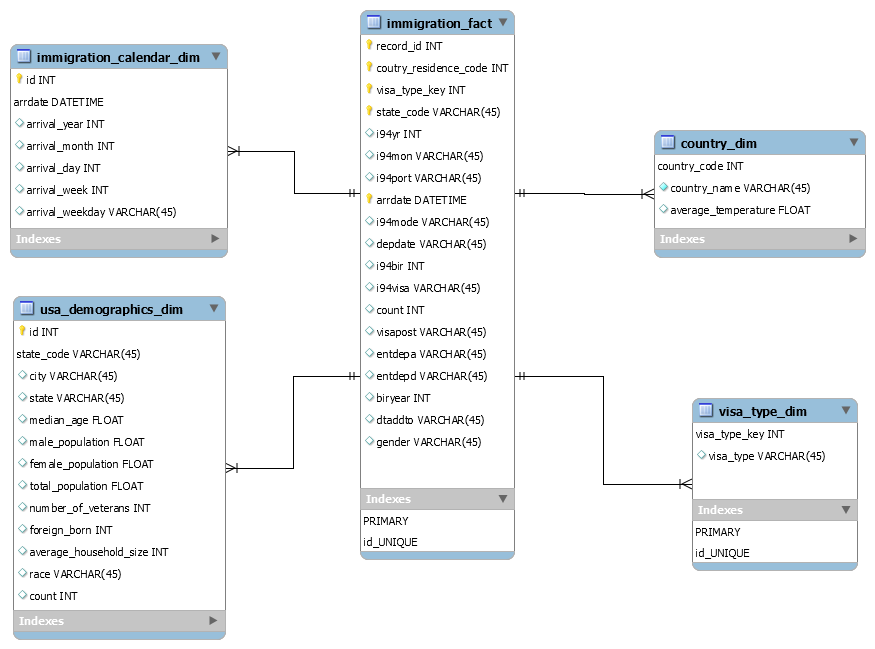 immigration_calendar_dim
id INT
arrdate DATETIME
arrival_year INT
arrival_month INT
arrival_day INT
arrival_week INT
arrival_weekday VARCHAR(45)
Indexes
usa_demographics_dim
id INT
state_code VARCHAR(45)
city VARCHAR(45)
state VARCHAR(45)
median_age FLOAT
male_population FLOAT
female_population FLOAT
total_population FLOAT
number_of_veterans INT
foreign_born INT
average_household_size INT
race VARCHAR(45)
count INT
Indexes
immigration_fact
record_id INT
coutry_residence_code INT
visa_type_key INT
state_code VARCHAR(45)
i94yr INT
i94mon VARCHAR(45)
i94port VARCHAR(45)
arrdate DATETIME
i94mode VARCHAR(45)
depdate VARCHAR(45)
i94bir INT
i94visa VARCHAR(45)
count INT
visapost VARCHAR(45)
entdepa VARCHAR(45)
entdepd VARCHAR(45)
biryear INT
dtaddto VARCHAR(45)
gender VARCHAR(45)
Indexes
PRIMARY
id_UNIQUE
country_dim
country_code INT
country_name VARCHAR(45)
average_temperature FLOAT
Indexes
visa_type_dim
visa_type_key INT
visa_type VARCHAR(45)
Indexes
PRIMARY
id_UNIQUE